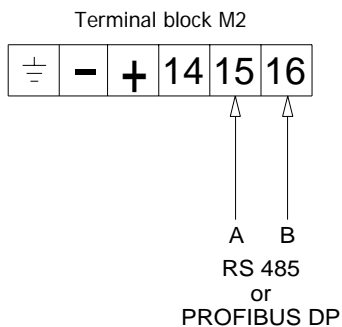 Terminal block M2
- + 14 15 16
A B
RS 485
or
PROFIBUS DP